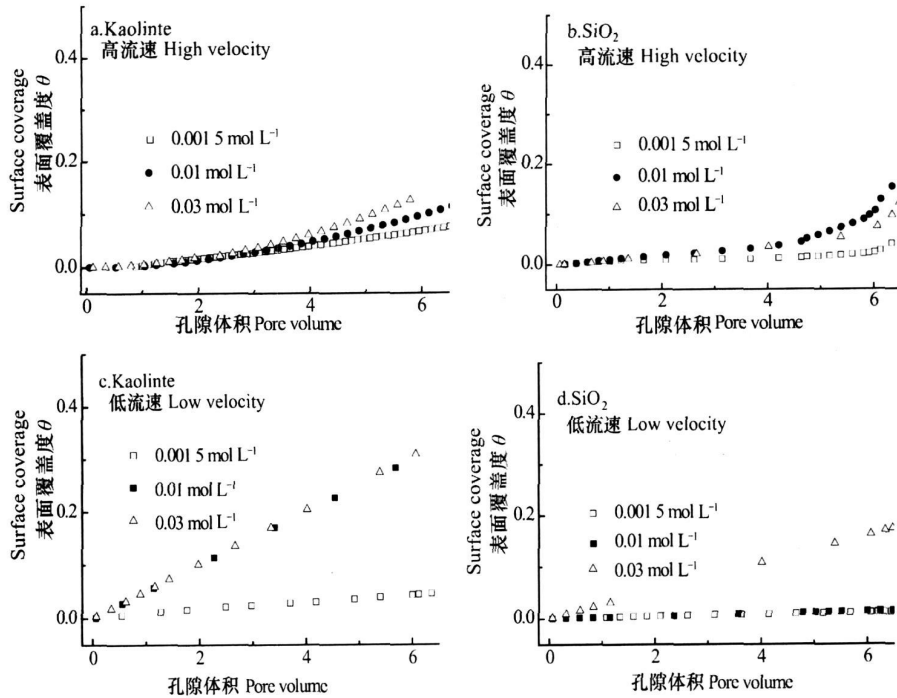 a.Kaolinte
高流速 High velocity
Surface coverage
表面覆盖度 θ
0.4
0.2
0.0
0.001 5 mol L⁻¹
0.01 mol L⁻¹
0.03 mol L⁻¹
0 2 4 6
孔隙体积 Pore volume
b.SiO₂
高流速 High velocity
Surface coverage
表面覆盖度 θ
0.4
0.2
0.0
0.001 5 mol L⁻¹
0.01 mol L⁻¹
0.03 mol L⁻¹
0 2 4 6
孔隙体积 Pore volume
c.Kaolinte
低流速 Low velocity
Surface coverage
表面覆盖度 θ
0.4
0.2
0.0
0.001 5 mol L⁻¹
0.01 mol L⁻¹
0.03 mol L⁻¹
0 2 4 6
孔隙体积 Pore volume
d.SiO₂
低流速 Low velocity
Surface coverage
表面覆盖度 θ
0.4
0.2
0.0
0.001 5 mol L⁻¹
0.01 mol L⁻¹
0.03 mol L⁻¹
0 2 4 6
孔隙体积 Pore volume